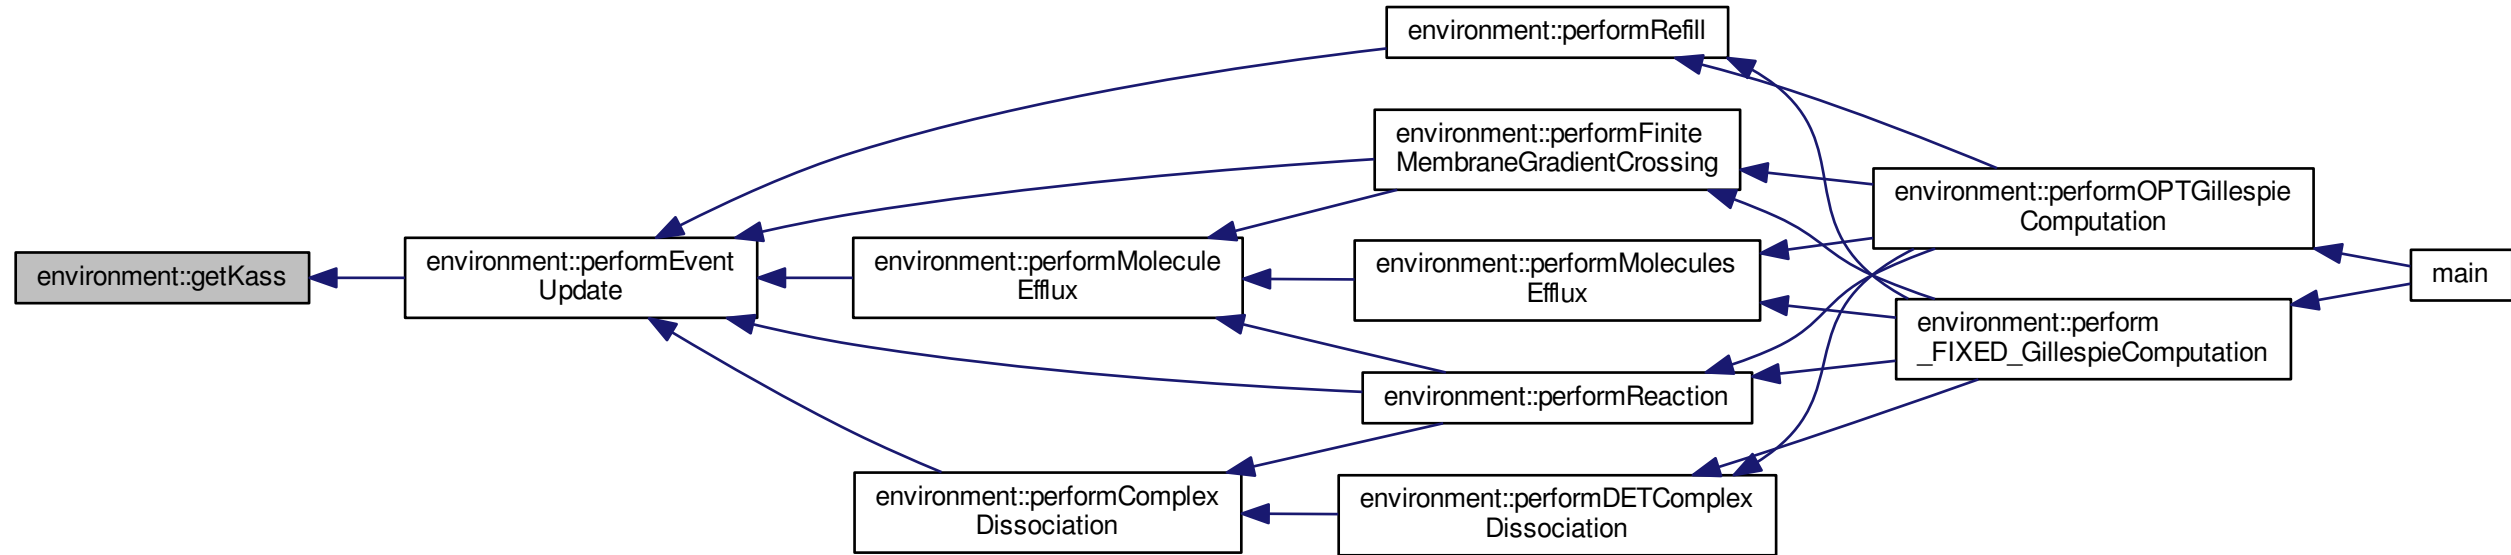 environment::getKass
environment::performEvent
Update
environment::performMolecule
Efflux
environment::performComplex
Dissociation
environment::performRefill
environment::performFinite
MembraneGradientCrossing
environment::performMolecules
Efflux
environment::performReaction
environment::performDETComplex
Dissociation
environment::performOPTGillespie
Computation
environment::perform
_FIXED_GillespieComputation
main